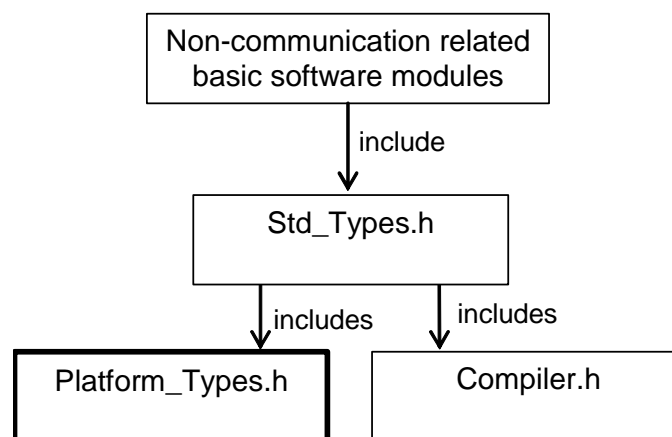 Non-communication related
basic software modules
include
Std_Types.h
includes
includes
Platform_Types.h
Compiler.h